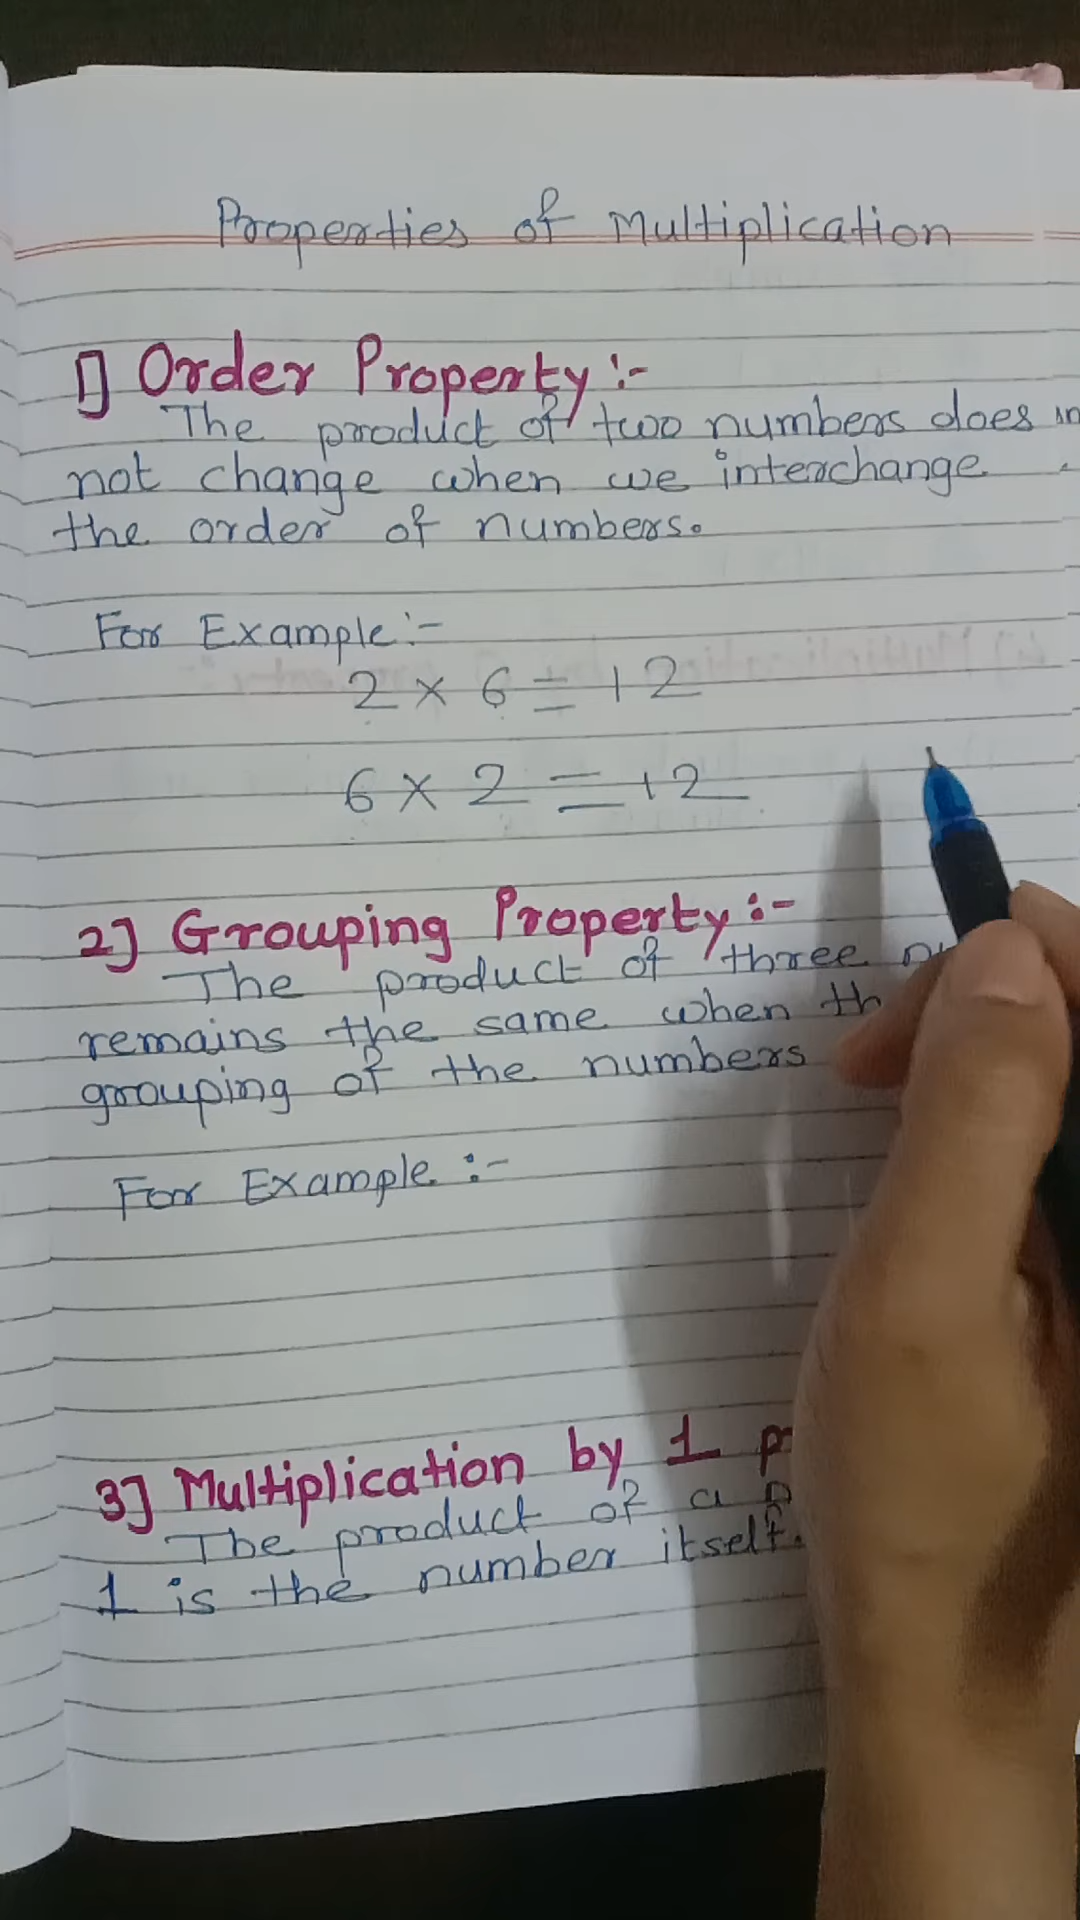 Properties of Multiplication
1] Order Property :-
The product of two numbers does
not change when we interchange
the order of numbers.
For Example :-
2 × 6 = 12
6 × 2 = 12
2] Grouping Property :-
The product of three
remains the same when
grouping of the numbers
For Example :-
3] Multiplication by 1
The product of a
1 is the number itself.